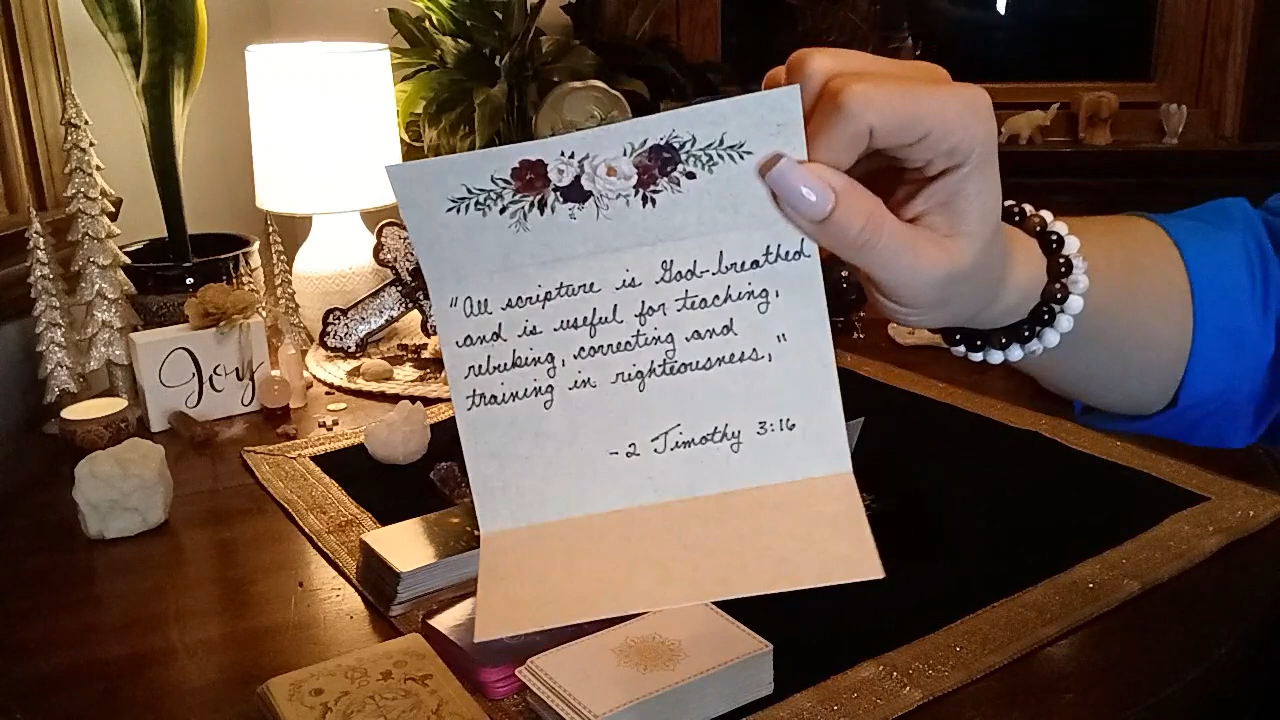 Joy
"All scripture is God-breathed
and is useful for teaching,
rebuking, correcting and
training in righteousness,"
- 2 Timothy 3:16